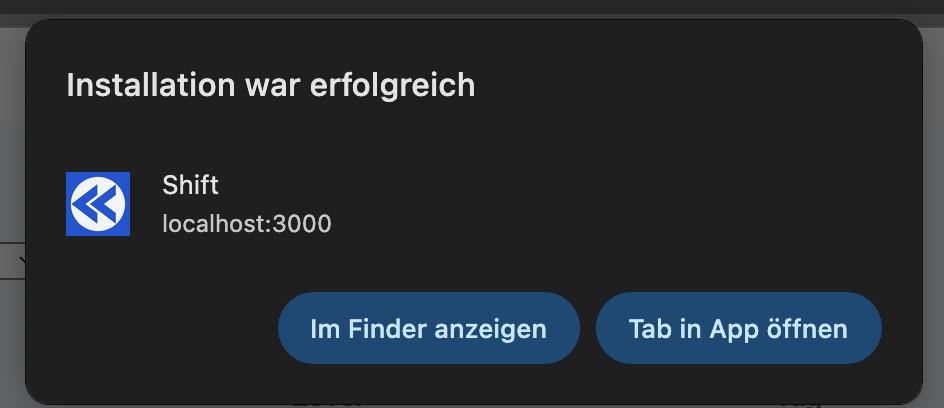 Installation war erfolgreich
Shift
localhost:3000
Im Finder anzeigen
Tab in App öffnen